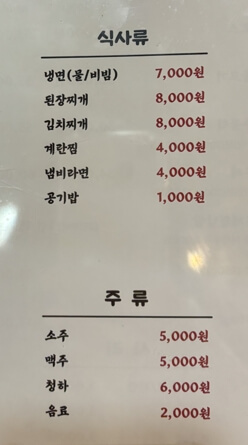 식사류
냉면(물/비빔) 7,000원
된장찌개 8,000원
김치찌개 8,000원
계란찜 4,000원
냄비라면 4,000원
공기밥 1,000원
주 류
소주 5,000원
맥주 5,000원
청하 6,000원
음료 2,000원